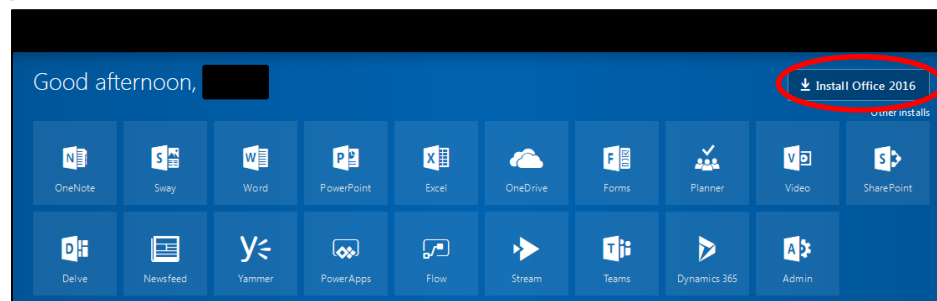 Good afternoon,
Install Office 2016
Other installs
OneNote Sway Word PowerPoint Excel OneDrive Forms Planner Video SharePoint
Delve Newsfeed Yammer PowerApps Flow Stream Teams Dynamics 365 Admin